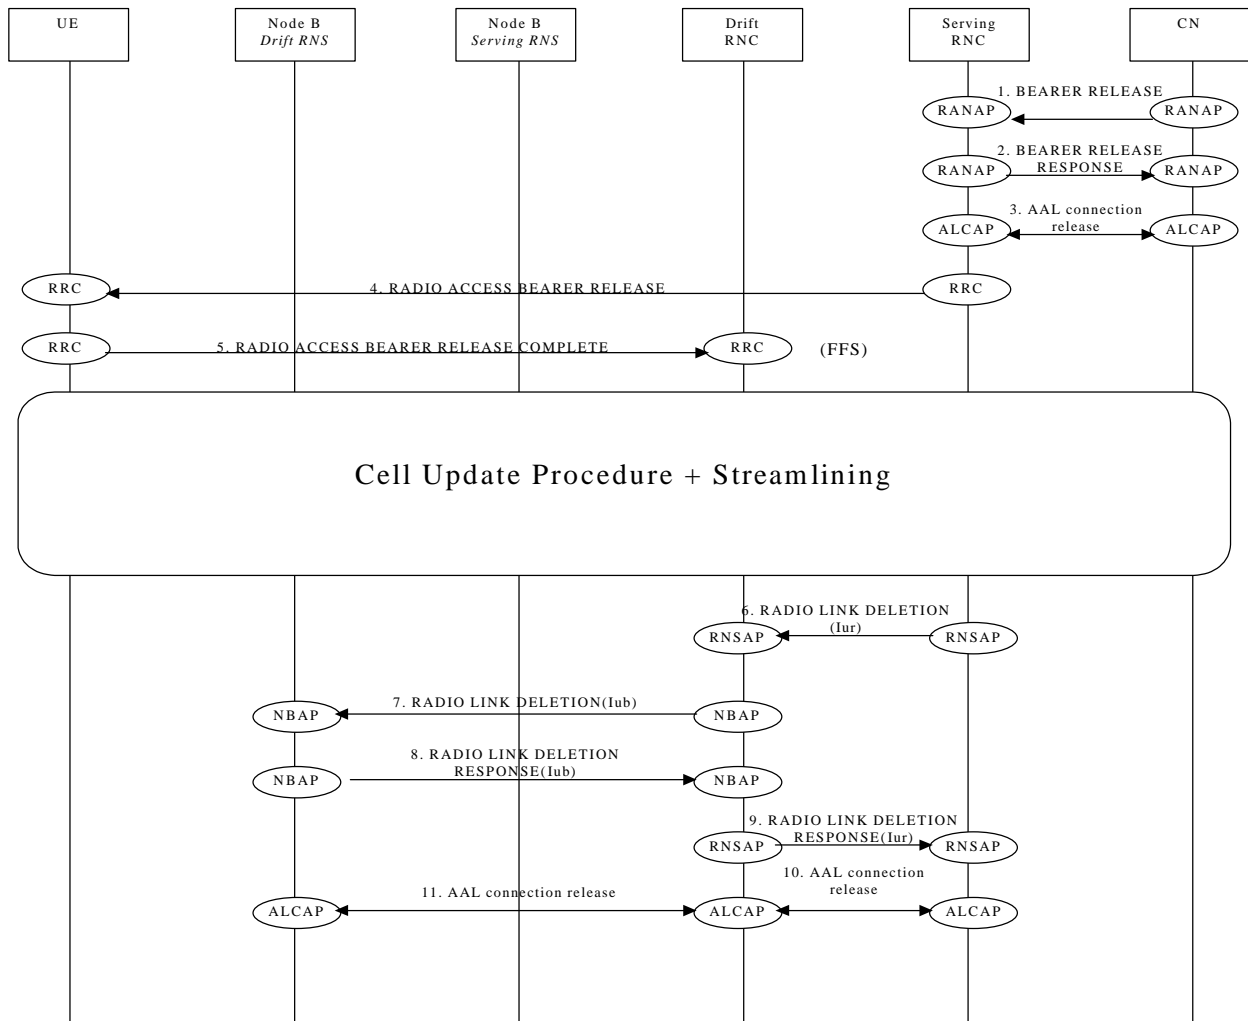 UE
Node B
Drift RNS
Node B
Serving RNS
Drift
RNC
Serving
RNC
CN
1. BEARER RELEASE
RANAP
RANAP
2. BEARER RELEASE
RESPONSE
RANAP
RANAP
3. AAL connection
release
ALCAP
ALCAP
RRC
4. RADIO ACCESS BEARER RELEASE
RRC
RRC
5. RADIO ACCESS BEARER RELEASE COMPLETE
RRC
(FFS)
Cell Update Procedure + Streamlining
6. RADIO LINK DELETION
(Iur)
RNSAP
RNSAP
7. RADIO LINK DELETION(Iub)
NBAP
NBAP
8. RADIO LINK DELETION
RESPONSE(Iub)
NBAP
NBAP
9. RADIO LINK DELETION
RESPONSE(Iur)
RNSAP
RNSAP
10. AAL connection
release
11. AAL connection release
ALCAP
ALCAP
ALCAP